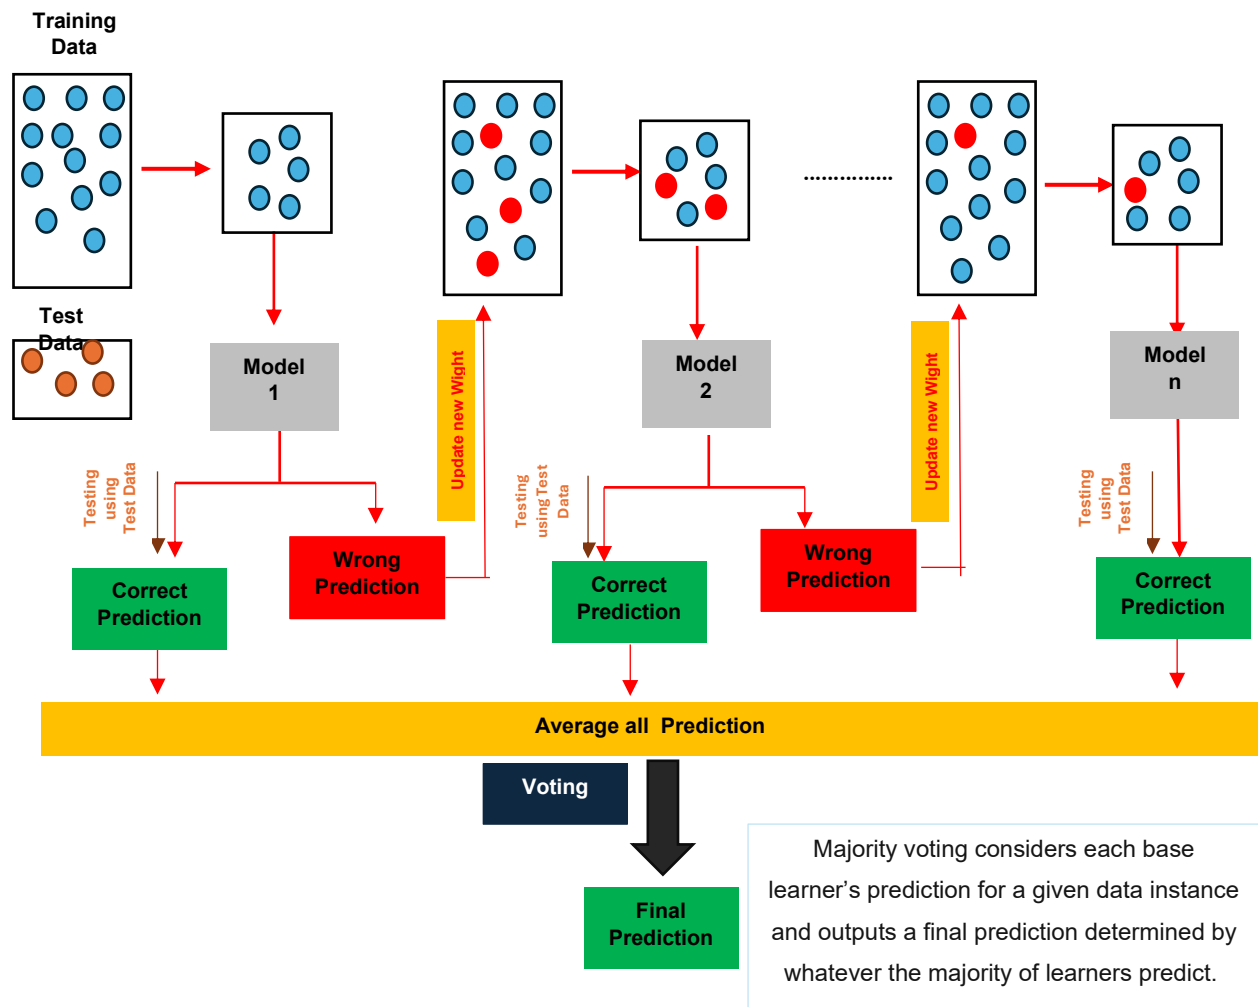 Training
Data
Test
Data
Model
1
Model
2
Model
n
Update new Wight
Update new Wight
Testing
using
Test Data
Testing
using Test
Data
Testing
using
Test Data
Correct
Prediction
Wrong
Prediction
Correct
Prediction
Wrong
Prediction
Correct
Prediction
...............
Average all Prediction
Voting
Final
Prediction
Majority voting considers each base
learner’s prediction for a given data instance
and outputs a final prediction determined by
whatever the majority of learners predict.